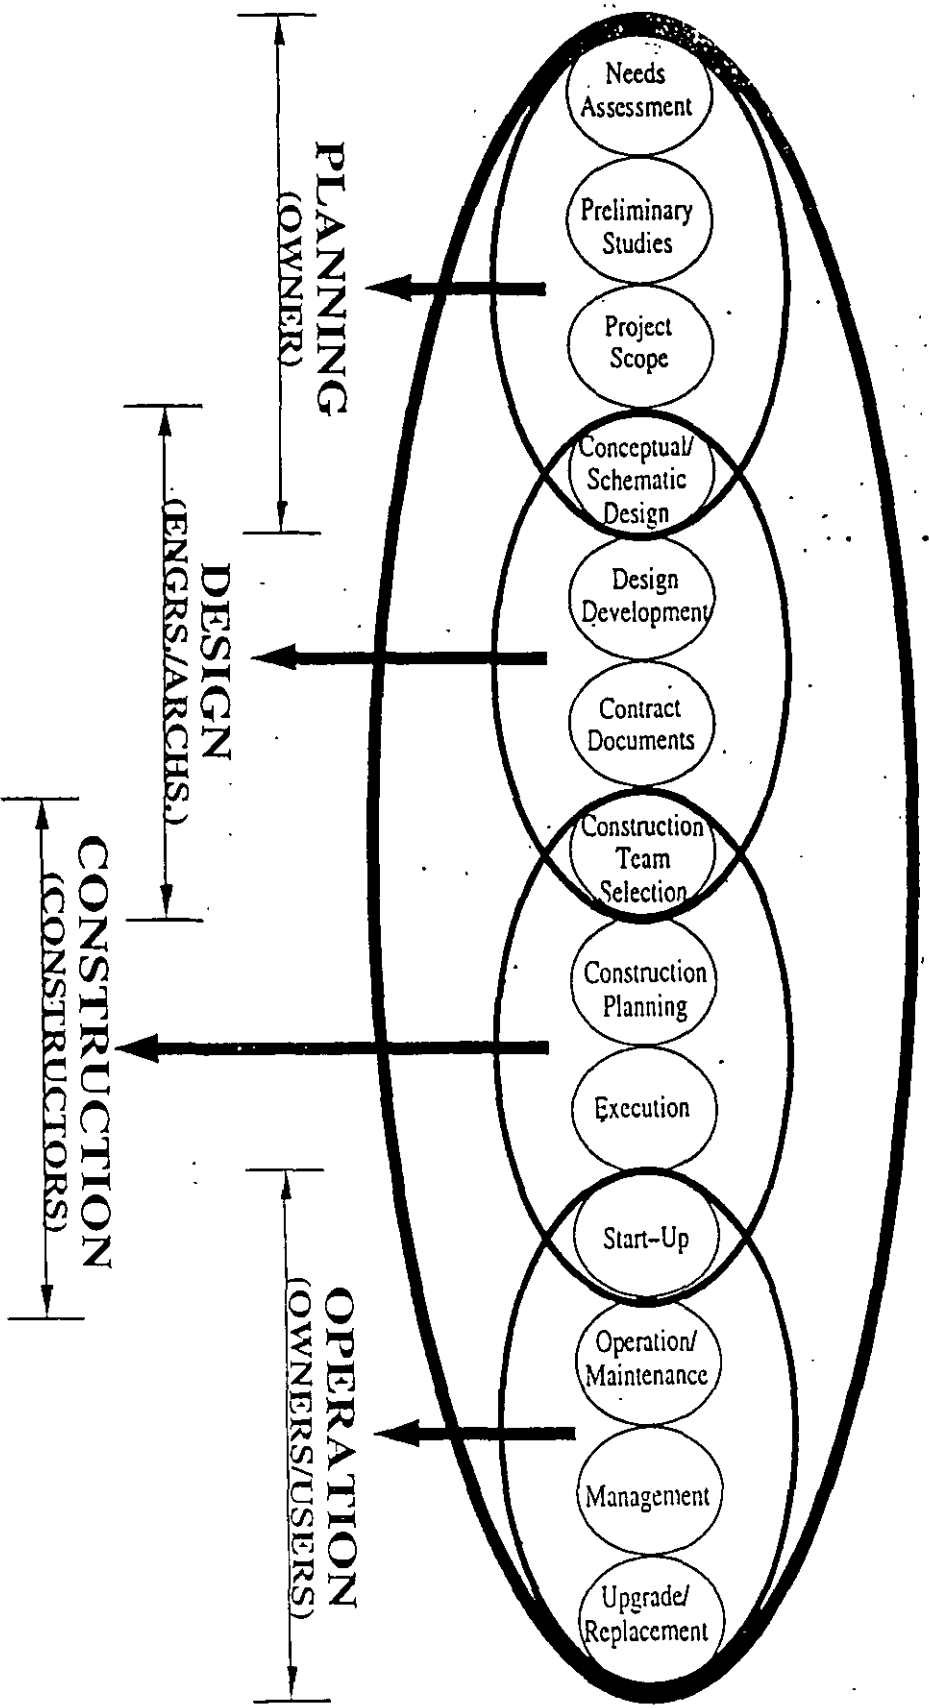 Needs
Assessment
Preliminary
Studies
Project
Scope
Conceptual/
Schematic
Design
Design
Development
Contract
Documents
Construction
Team
Selection
Construction
Planning
Execution
Start-Up
Operation/
Maintenance
Management
Upgrade/
Replacement
PLANNING
(OWNER)
DESIGN
(ENGRS./ARCHS.)
CONSTRUCTION
(CONSTRUCTORS)
OPERATION
(OWNERS/USERS)